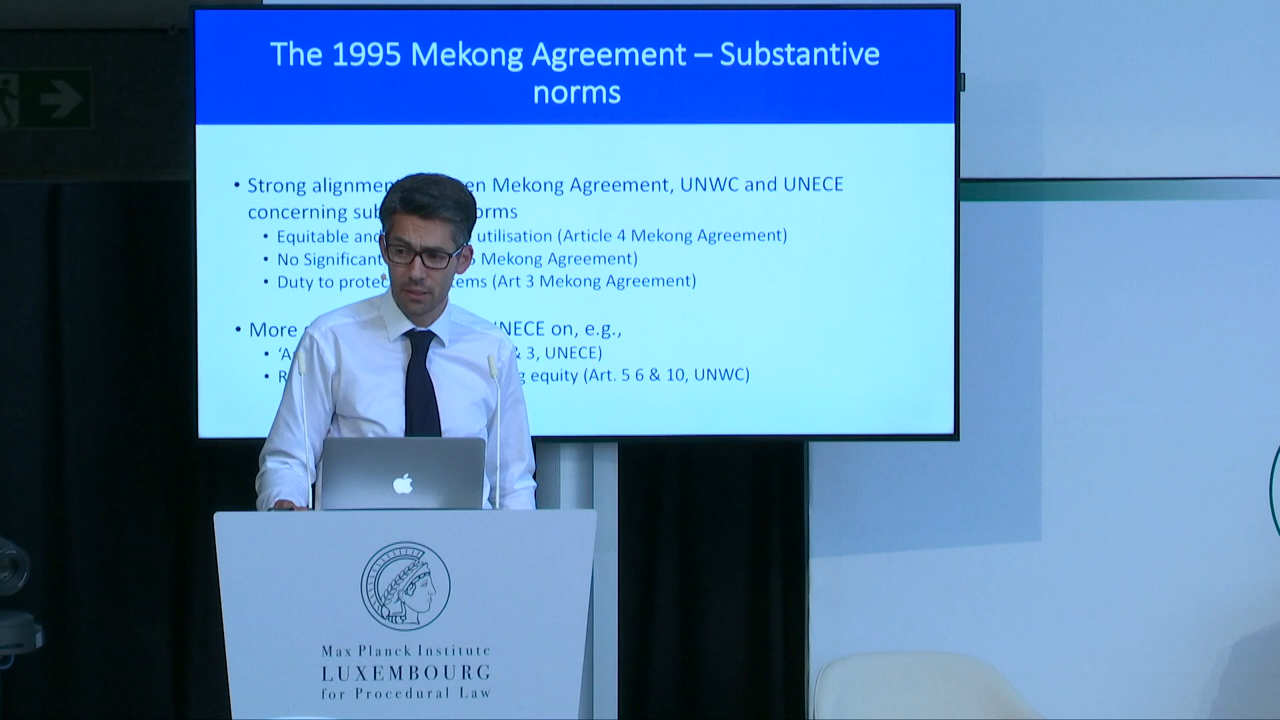 The 1995 Mekong Agreement – Substantive
norms
• Strong alignment en Mekong Agreement, UNWC and UNECE
concerning sub orms
• Equitable and utilisation (Article 4 Mekong Agreement)
• No Significant Mekong Agreement)
• Duty to protec ems (Art 3 Mekong Agreement)
• More UNECE on, e.g.,
& 3, UNECE)
g equity (Art. 5 6 & 10, UNWC)
Max Planck Institute
LUXEMBOURG
for Procedural Law